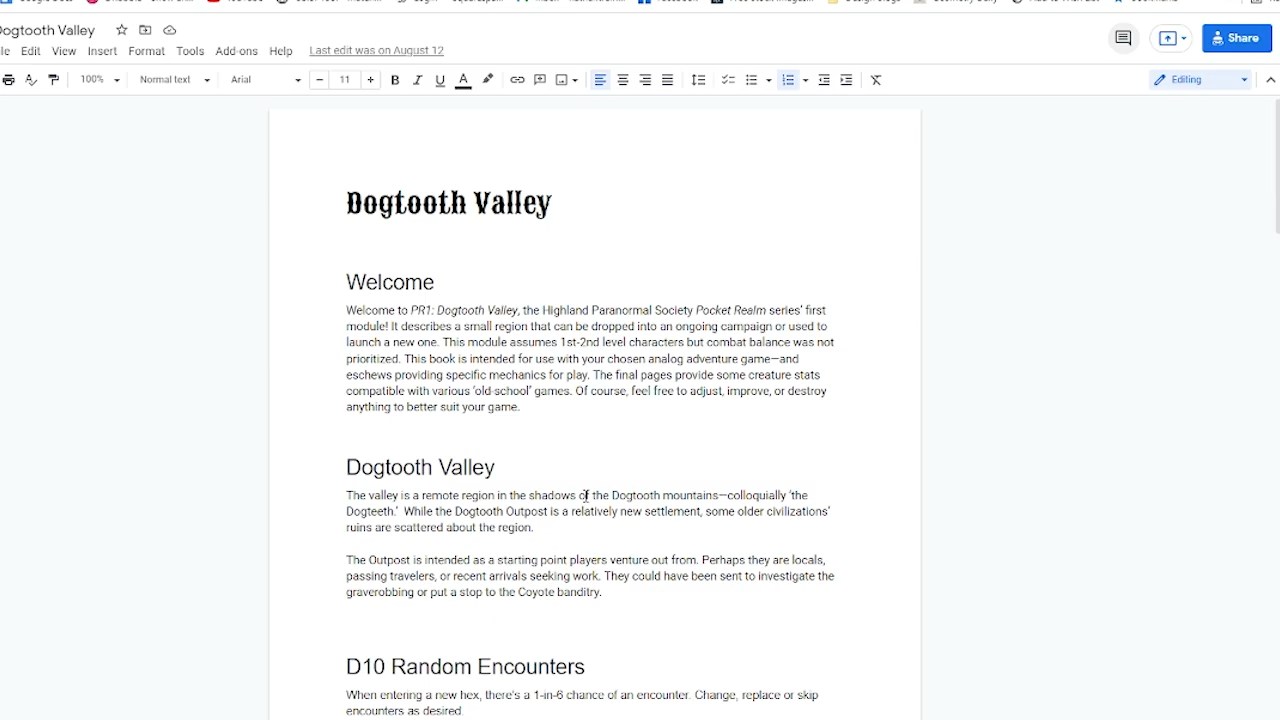 Dogtooth Valley
Edit View Insert Format Tools Add-ons Help Last edit was on August 12
Share
100% Normal text Arial 11 B I U A Editing
Dogtooth Valley
Welcome
Welcome to PR1: Dogtooth Valley, the Highland Paranormal Society Pocket Realm series’ first
module! It describes a small region that can be dropped into an ongoing campaign or used to
launch a new one. This module assumes 1st-2nd level characters but combat balance was not
prioritized. This book is intended for use with your chosen analog adventure game—and
eschews providing specific mechanics for play. The final pages provide some creature stats
compatible with various ‘old-school’ games. Of course, feel free to adjust, improve, or destroy
anything to better suit your game.
Dogtooth Valley
The valley is a remote region in the shadows of the Dogtooth mountains—colloquially ‘the
Dogteeth.’ While the Dogtooth Outpost is a relatively new settlement, some older civilizations’
ruins are scattered about the region.
The Outpost is intended as a starting point players venture out from. Perhaps they are locals,
passing travelers, or recent arrivals seeking work. They could have been sent to investigate the
graverobbing or put a stop to the Coyote banditry.
D10 Random Encounters
When entering a new hex, there’s a 1-in-6 chance of an encounter. Change, replace or skip
encounters as desired